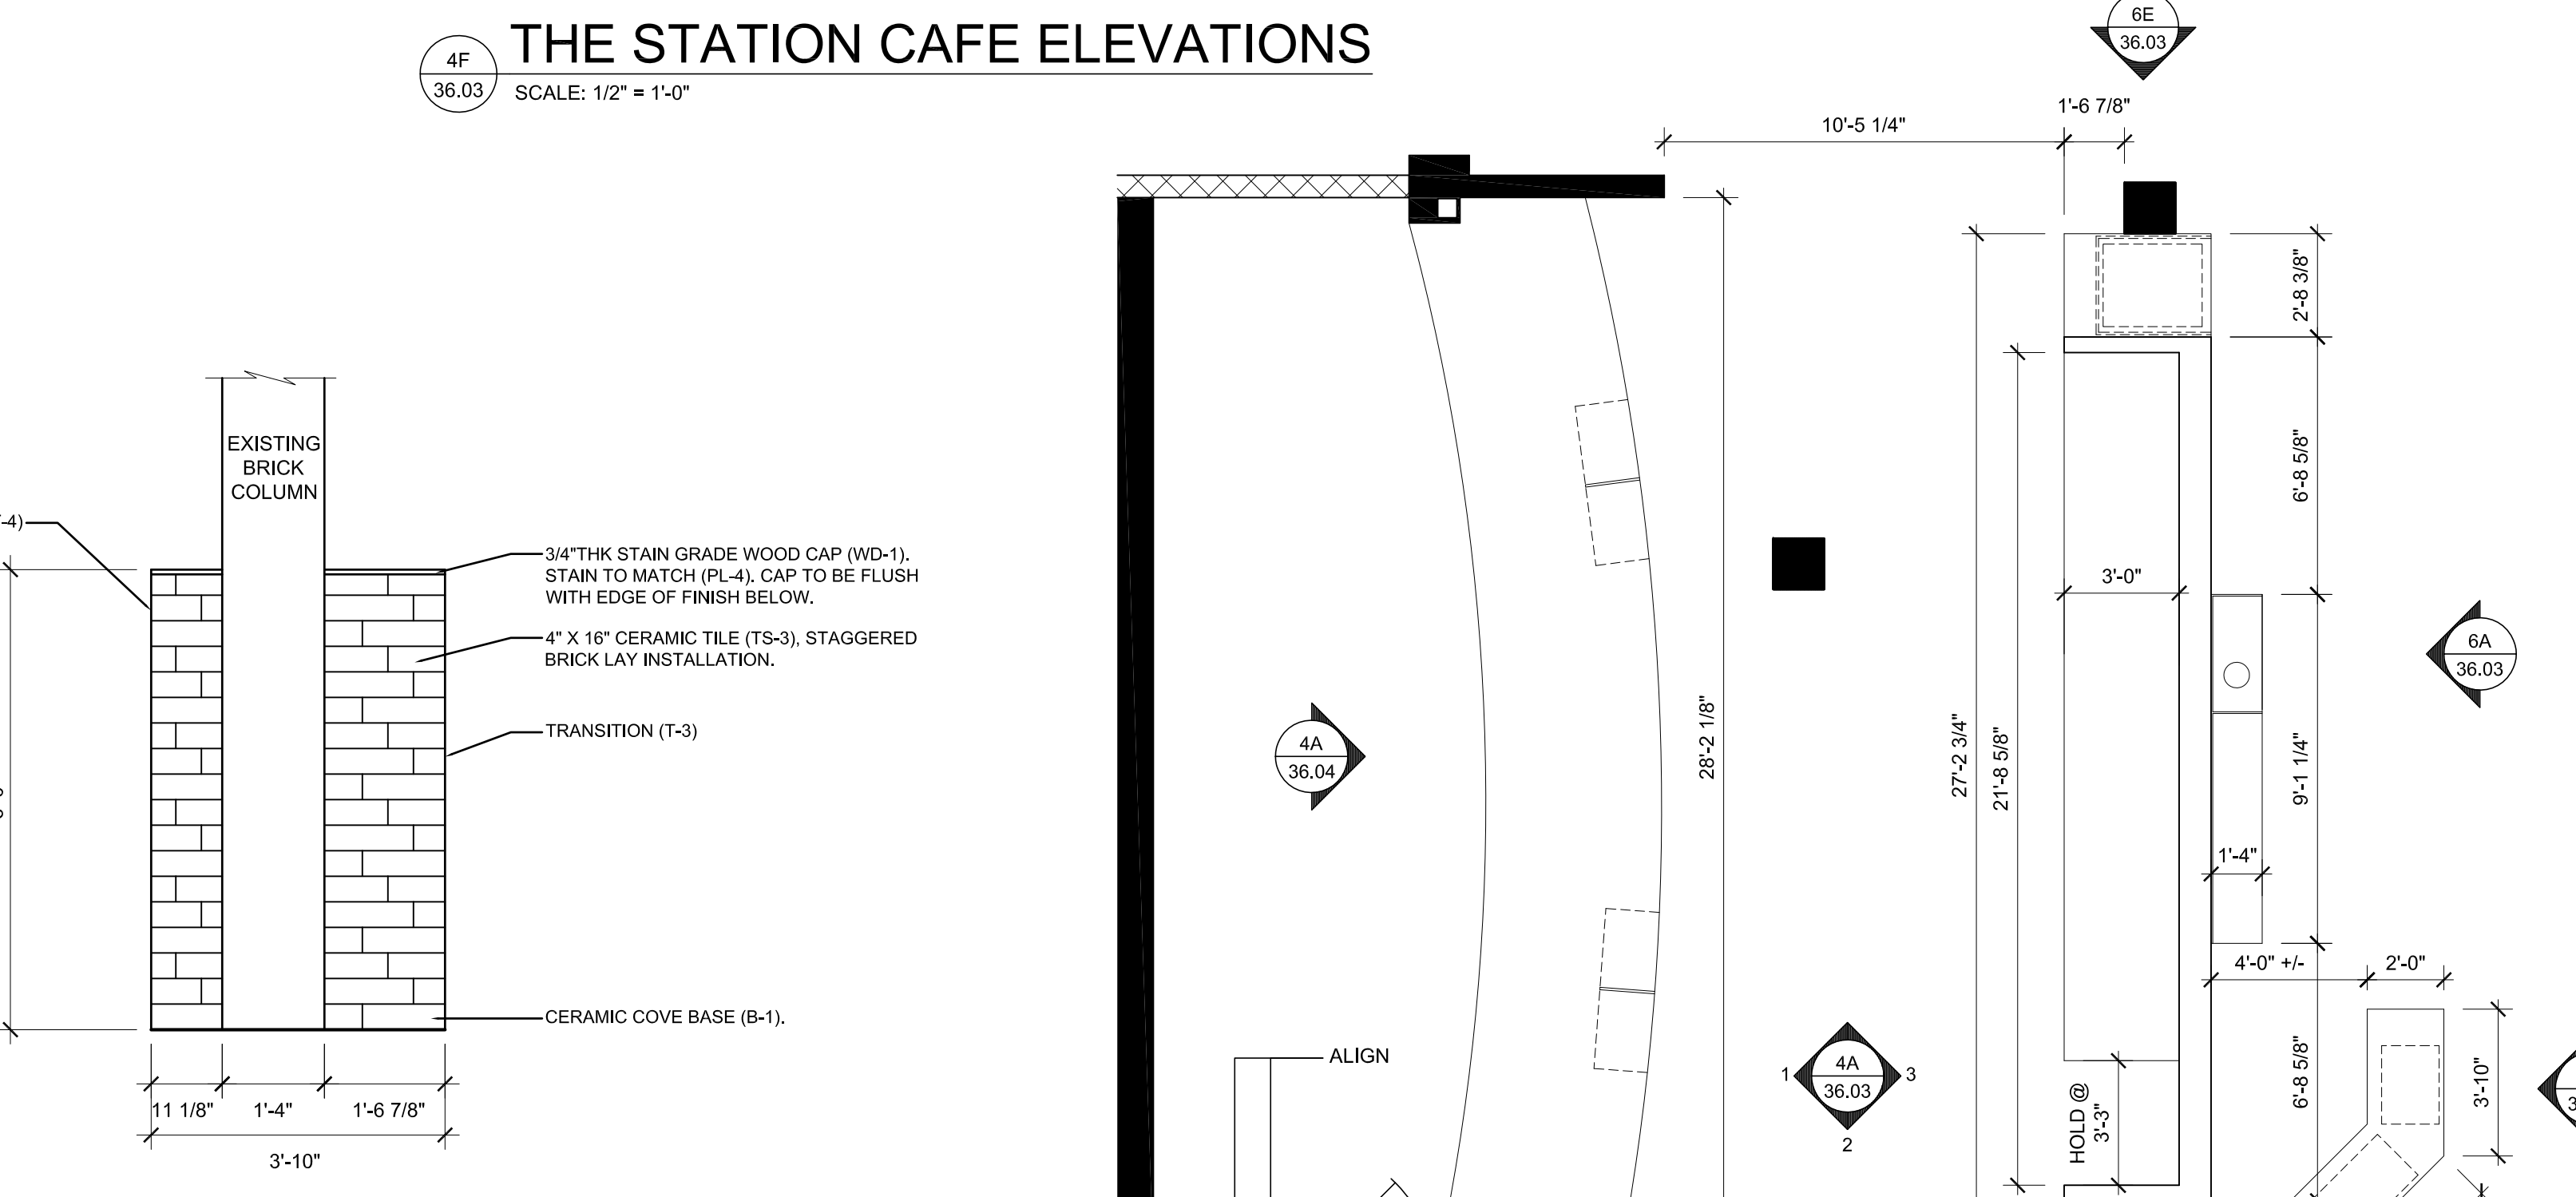 THE STATION CAFE ELEVATIONS
4F
36.03
SCALE: 1/2" = 1'-0"
6E
36.03
1'-6 7/8"
10'-5 1/4"
2'-8 3/8"
EXISTING
BRICK
COLUMN
6'-8 5/8"
-4)
3/4"THK STAIN GRADE WOOD CAP (WD-1).
STAIN TO MATCH (PL-4). CAP TO BE FLUSH
WITH EDGE OF FINISH BELOW.
3'-0"
4" X 16" CERAMIC TILE (TS-3), STAGGERED
BRICK LAY INSTALLATION.
6A
36.03
TRANSITION (T-3)
4A
36.04
28'-2 1/8"
27'-2 3/4"
21'-8 5/8"
9'-1 1/4"
1'-4"
4'-0" +/-
2'-0"
CERAMIC COVE BASE (B-1).
ALIGN
1
4A
36.03
3
2
HOLD @
3'-3"
6'-8 5/8"
3'-10"
11 1/8"
1'-4"
1'-6 7/8"
3'-10"